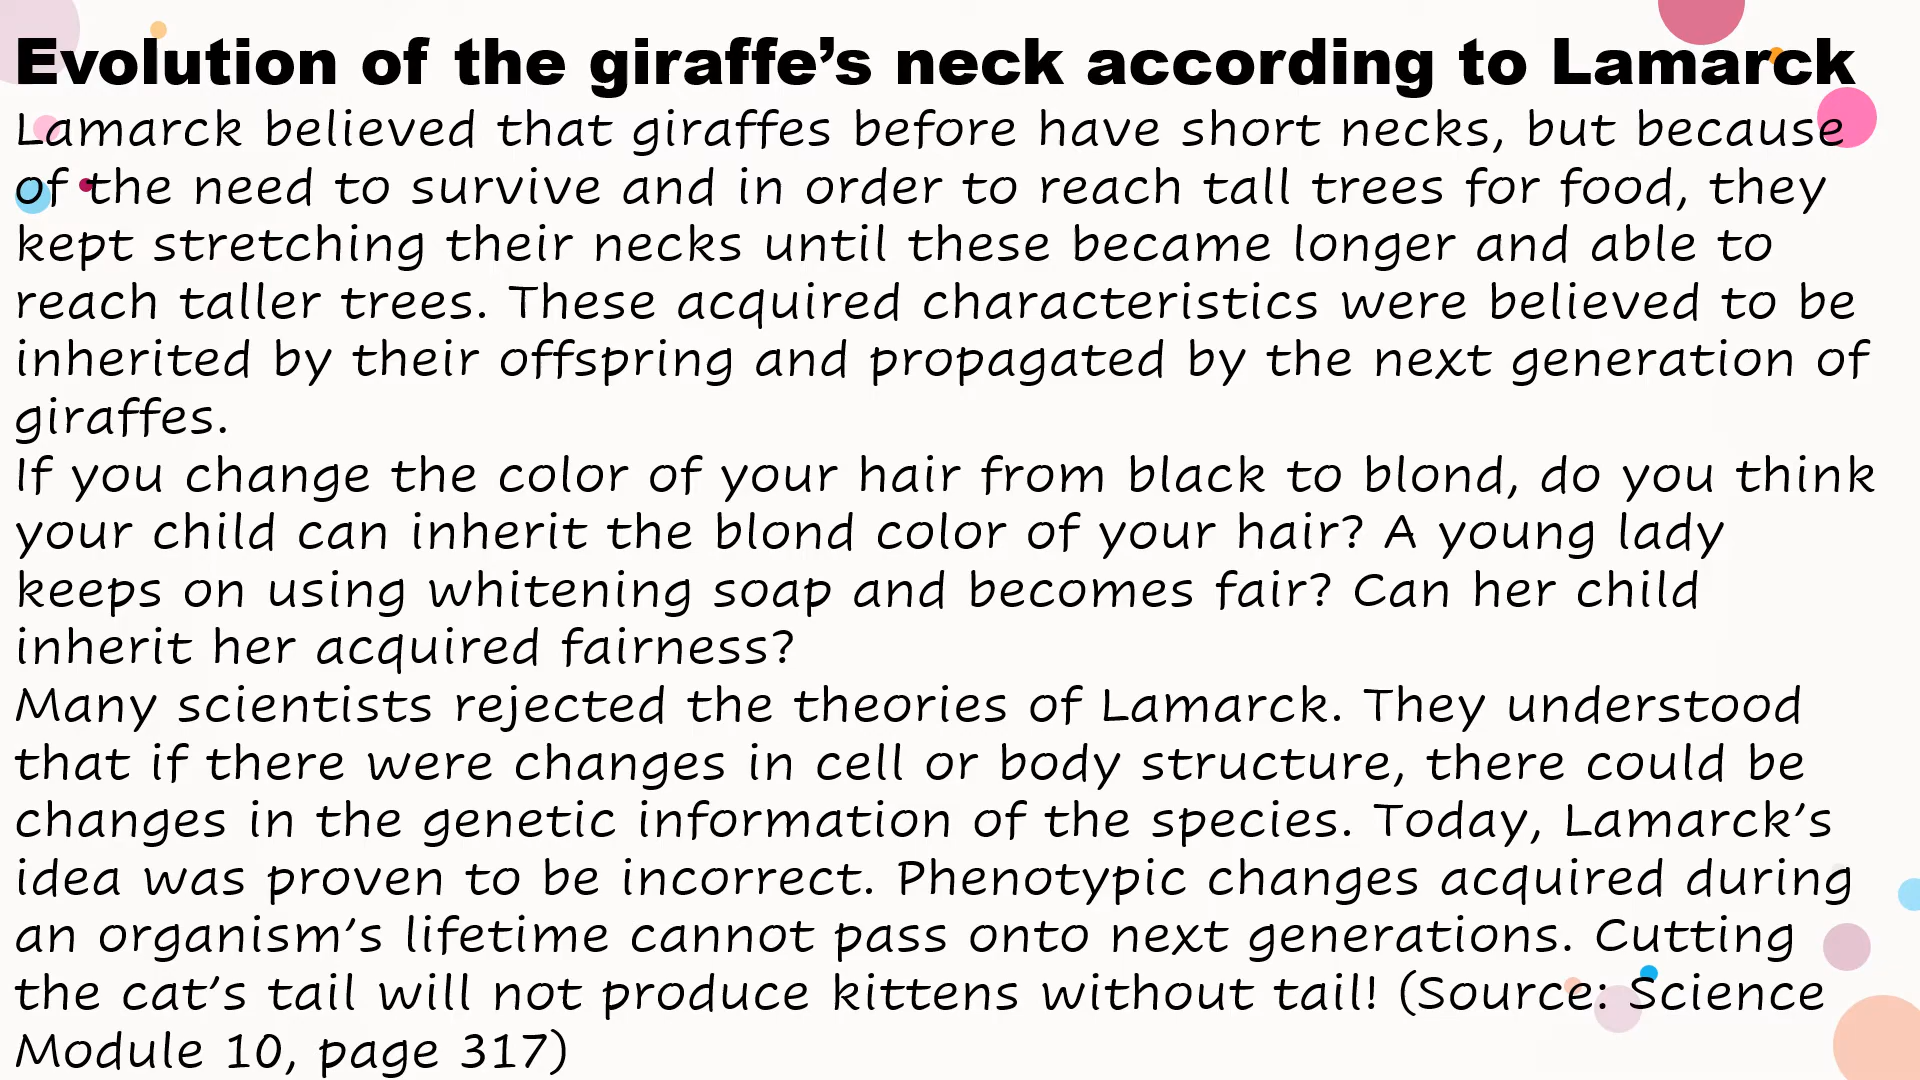 Evolution of the giraffe’s neck according to Lamarck
Lamarck believed that giraffes before have short necks, but because
of the need to survive and in order to reach tall trees for food, they
kept stretching their necks until these became longer and able to
reach taller trees. These acquired characteristics were believed to be
inherited by their offspring and propagated by the next generation of
giraffes.
If you change the color of your hair from black to blond, do you think
your child can inherit the blond color of your hair? A young lady
keeps on using whitening soap and becomes fair? Can her child
inherit her acquired fairness?
Many scientists rejected the theories of Lamarck. They understood
that if there were changes in cell or body structure, there could be
changes in the genetic information of the species. Today, Lamarck’s
idea was proven to be incorrect. Phenotypic changes acquired during
an organism’s lifetime cannot pass onto next generations. Cutting
the cat’s tail will not produce kittens without tail! (Source: Science
Module 10, page 317)